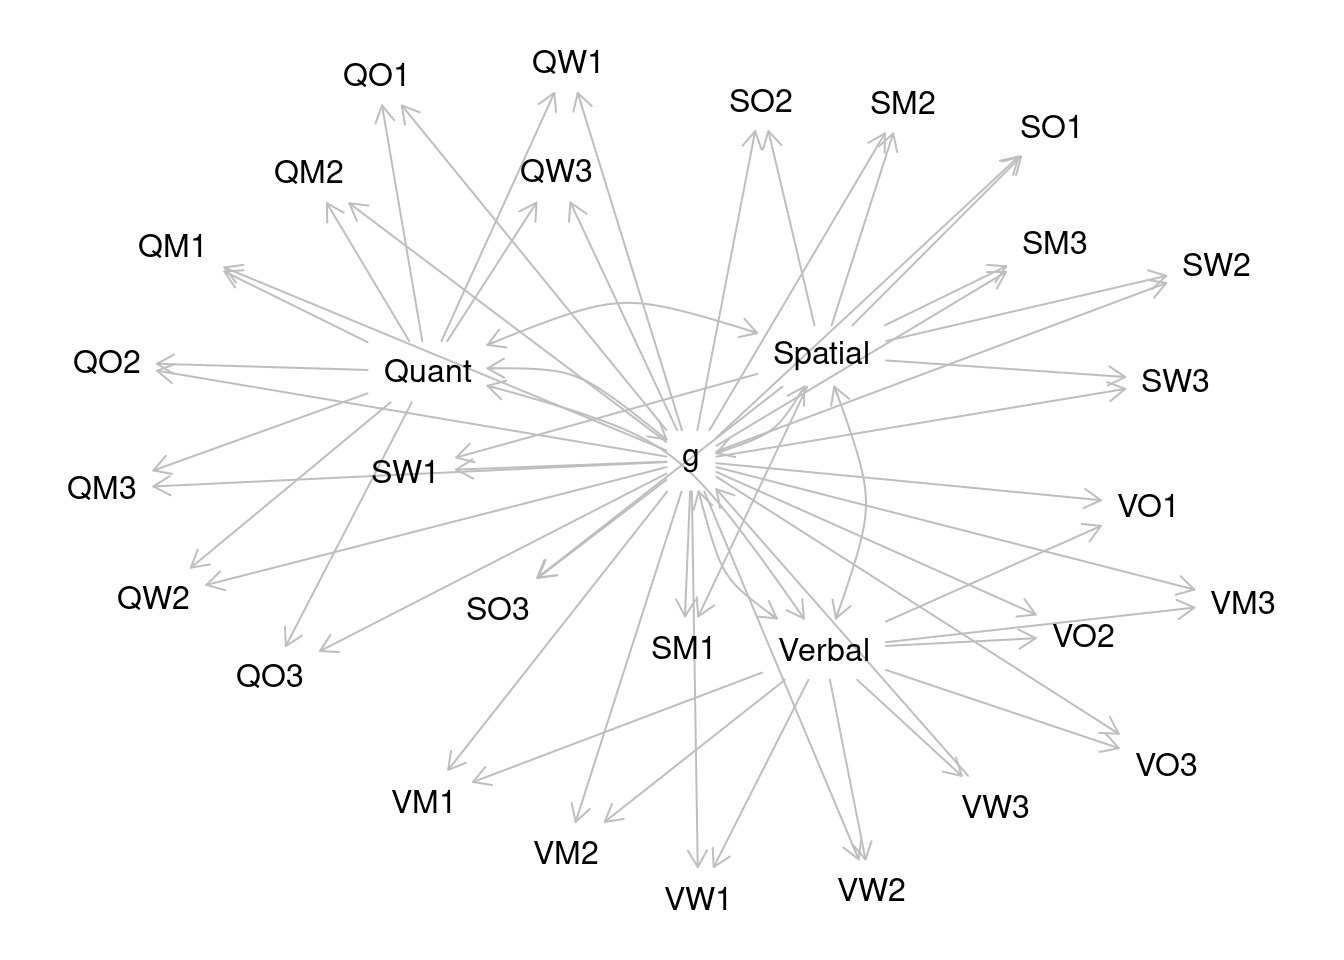 QW1
QO1
SO2
SM2
SO1
QM2
QW3
QM1
SM3
SW2
QO2
Quant
Spatial
SW3
g
SW1
QM3
VO1
QW2
SO3
VM3
VO2
SM1
Verbal
QO3
VO3
VM1
VW3
VM2
VW2
VW1